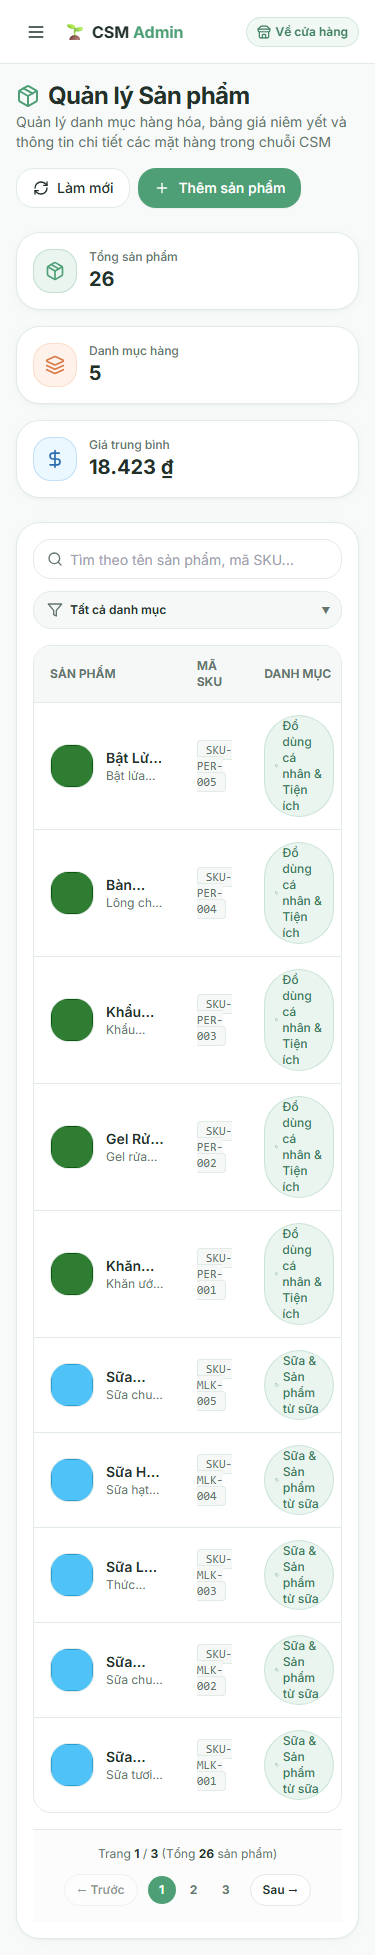 CSM Admin
Về cửa hàng
Quản lý Sản phẩm
Quản lý danh mục hàng hóa, bảng giá niêm yết và
thông tin chi tiết các mặt hàng trong chuỗi CSM
Làm mới
+ Thêm sản phẩm
Tổng sản phẩm
26
Danh mục hàng
5
Giá trung bình
18.423 ₫
Tìm theo tên sản phẩm, mã SKU...
Tất cả danh mục
SẢN PHẨM
MÃ
SKU
DANH MỤC
Bật Lử...
Bật lửa...
SKU-
PER-
005
Đồ
dùng
cá
nhân &
Tiện
ích
Bàn...
Lông ch...
SKU-
PER-
004
Đồ
dùng
cá
nhân &
Tiện
ích
Khẩu...
Khẩu...
SKU-
PER-
003
Đồ
dùng
cá
nhân &
Tiện
ích
Gel Rử...
Gel rửa...
SKU-
PER-
002
Đồ
dùng
cá
nhân &
Tiện
ích
Khăn...
Khăn ướ...
SKU-
PER-
001
Đồ
dùng
cá
nhân &
Tiện
ích
Sữa...
Sữa chu...
SKU-
MLK-
005
Sữa &
Sản
phẩm
từ sữa
Sữa H...
Sữa hạt...
SKU-
MLK-
004
Sữa &
Sản
phẩm
từ sữa
Sữa L...
Thức...
SKU-
MLK-
003
Sữa &
Sản
phẩm
từ sữa
Sữa...
Sữa chu...
SKU-
MLK-
002
Sữa &
Sản
phẩm
từ sữa
Sữa...
Sữa tươi...
SKU-
MLK-
001
Sữa &
Sản
phẩm
từ sữa
Trang 1 / 3 (Tổng 26 sản phẩm)
← Trước 1 2 3 Sau →